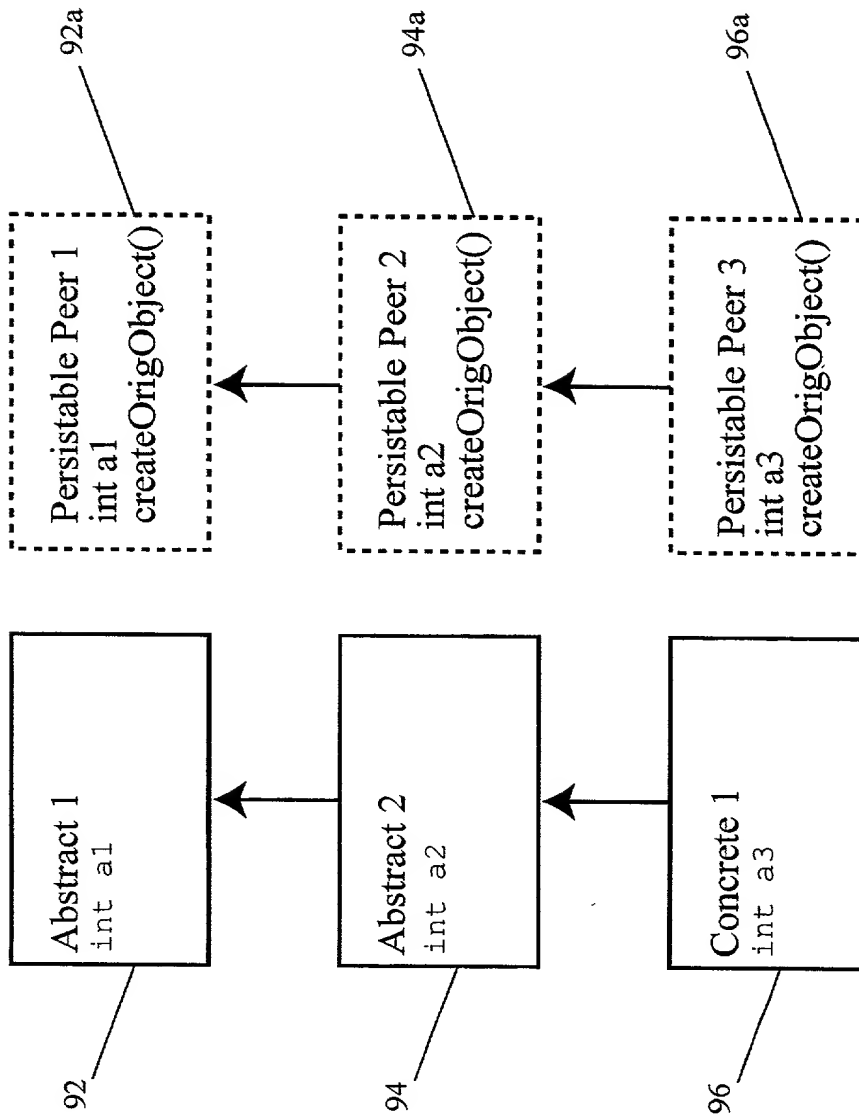 92
Abstract 1
int a1
94
Abstract 2
int a2
96
Concrete 1
int a3
Persistable Peer 1
int a1
createOrigObject()
92a
Persistable Peer 2
int a2
createOrigObject()
94a
Persistable Peer 3
int a3
createOrigObject()
96a